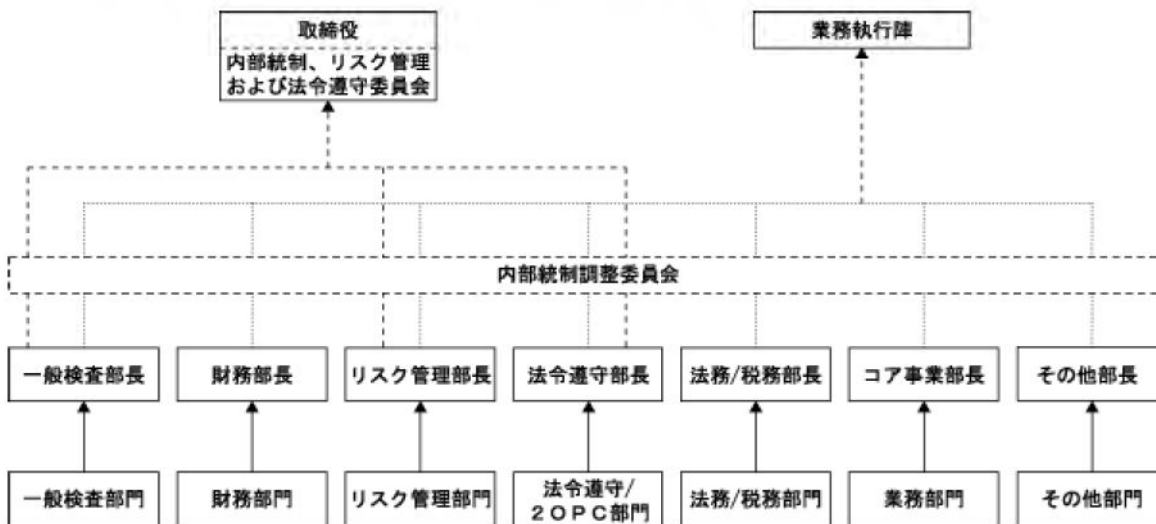 取締役
内部統制、リスク管理
および法令遵守委員会
業務執行陣
内部統制調整委員会
一般検査部長
財務部長
リスク管理部長
法令遵守部長
法務/税務部長
コア事業部長
その他部長
一般検査部門
財務部門
リスク管理部門
法令遵守/
2OPC部門
法務/税務部門
業務部門
その他部門